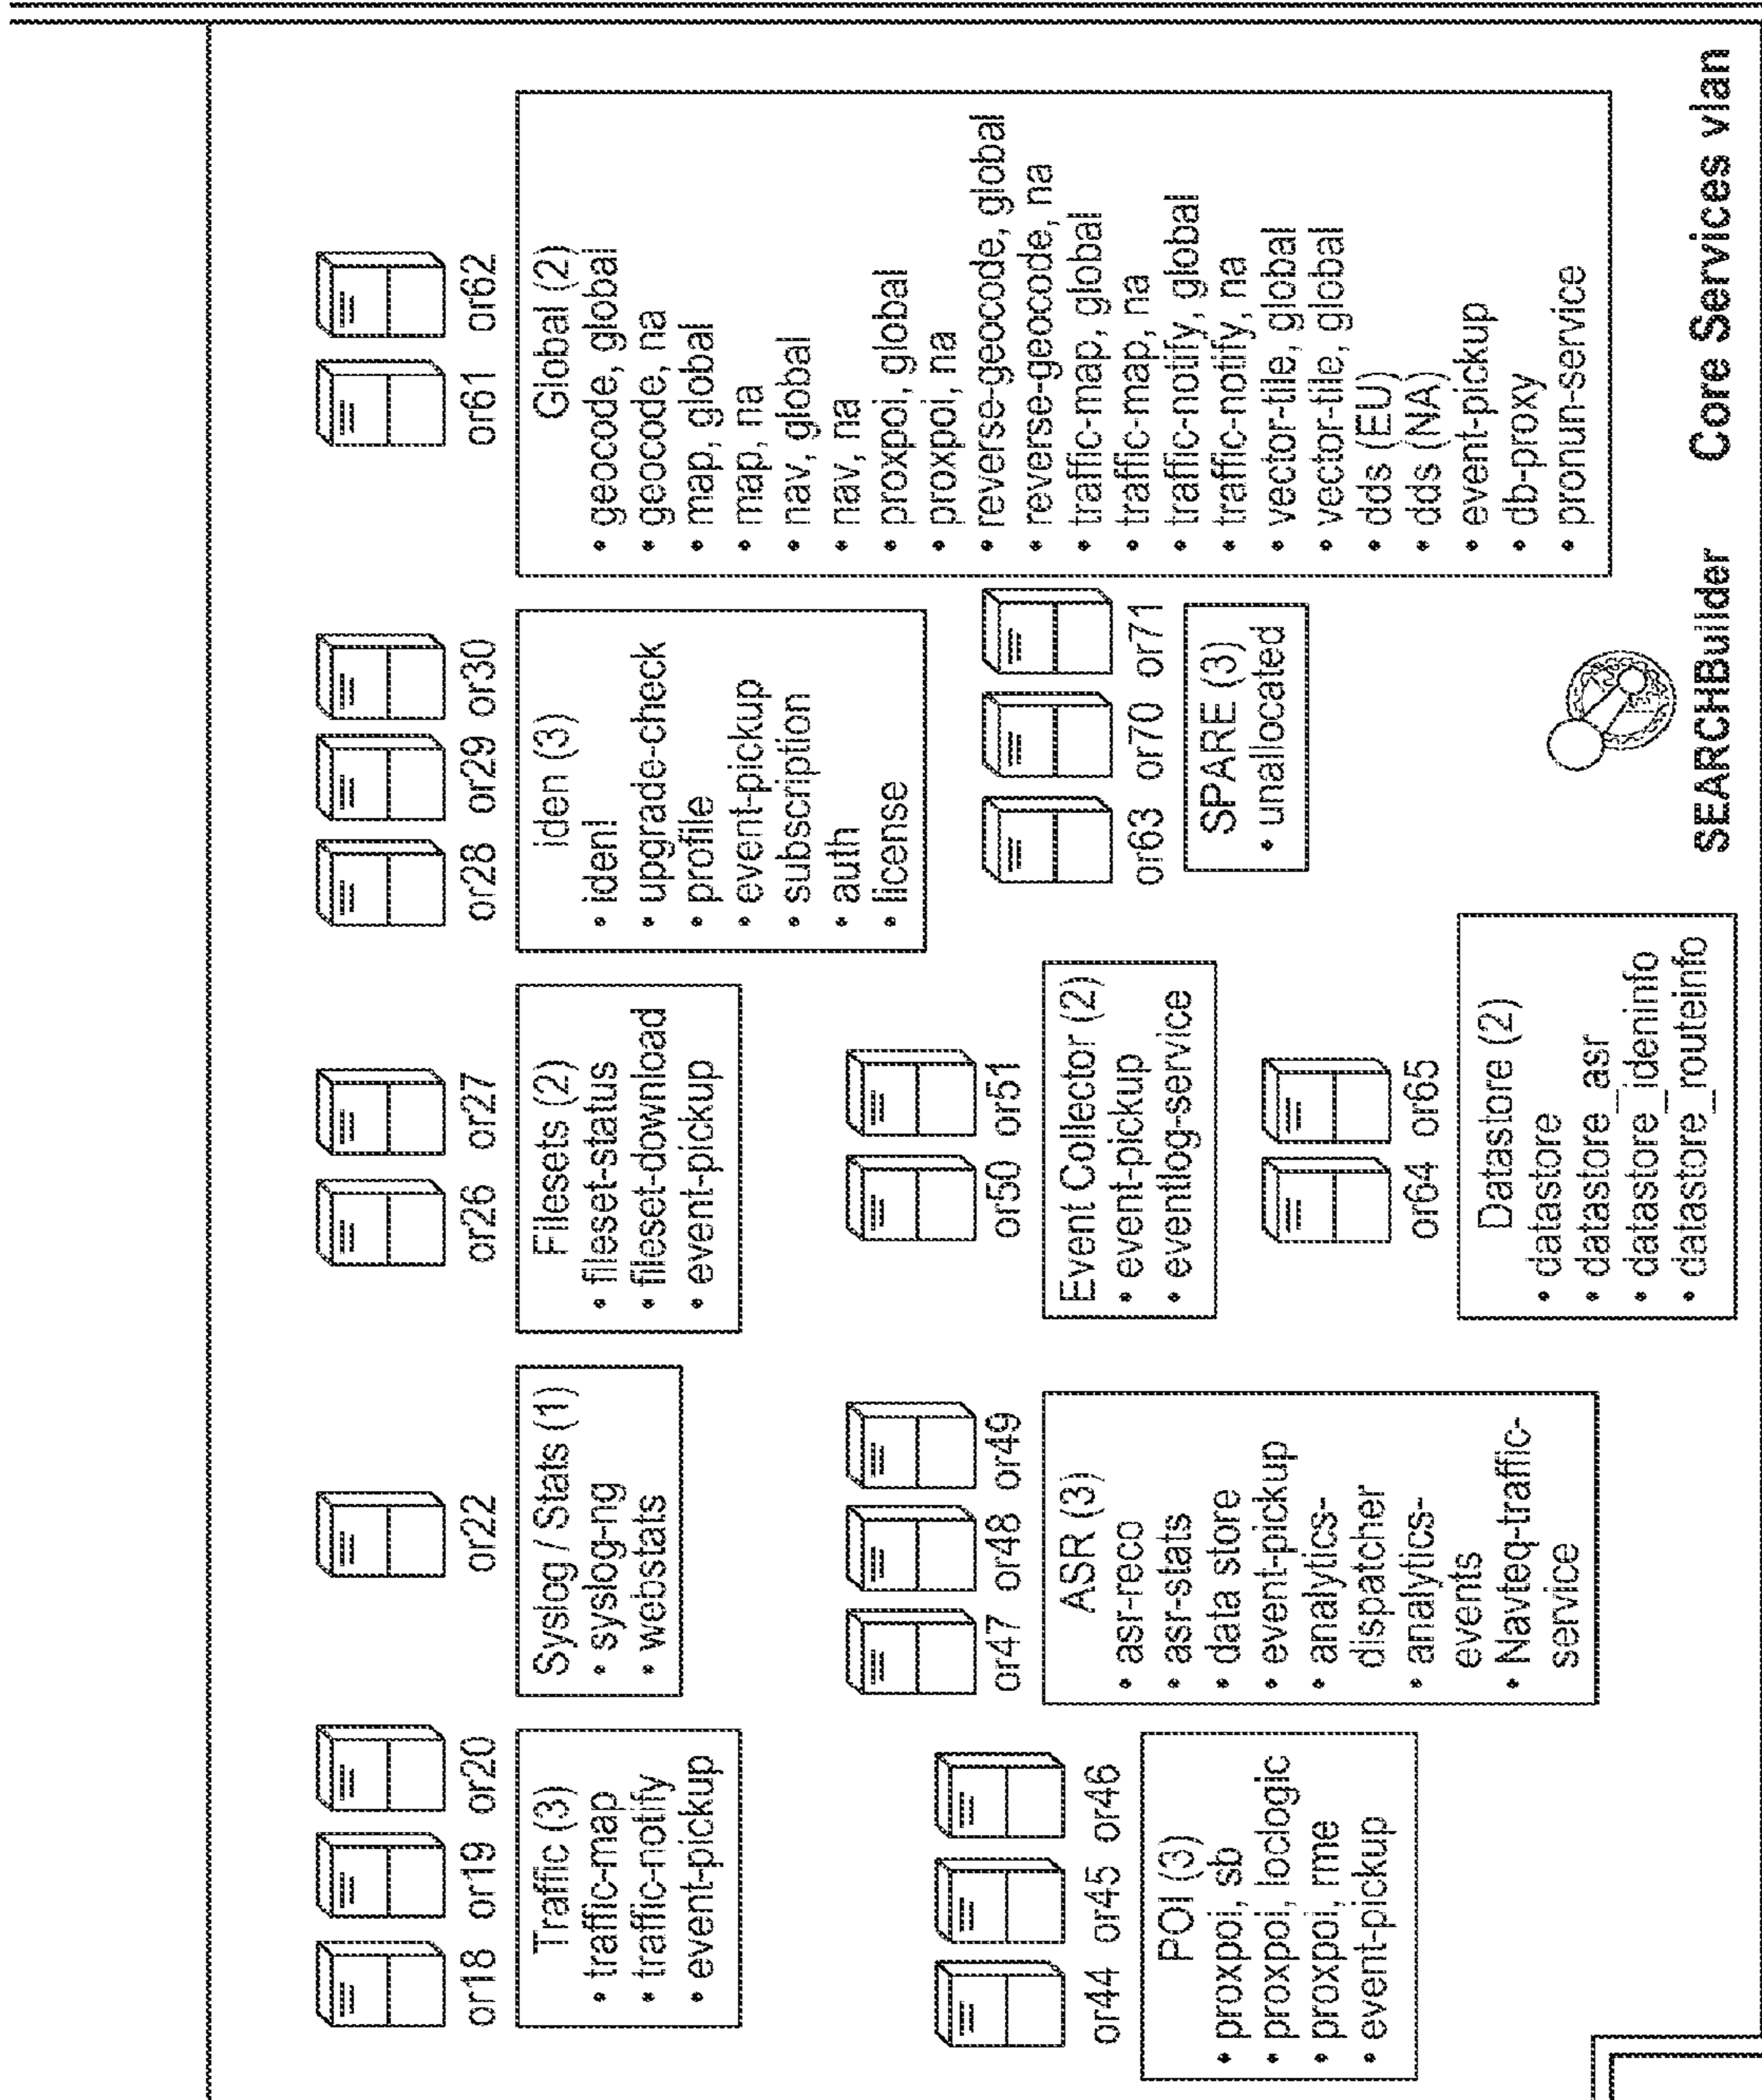 or18 or19 or20
Traffic (3)
• traffic-map
• traffic-notify
• event-pickup
or22
Syslog / Stats (1)
• syslog-ng
• webstats
or26 or27
Filesets (2)
• fileset-status
• fileset-download
• event-pickup
or28 or29 or30
iden (3)
• iden!
• upgrade-check
• profile
• event-pickup
• subscription
• auth
• license
or61 or62
Global (2)
• geocode, global
• geocode, na
• map, global
• map, na
• nav, global
• nav, na
• proxpoi, global
• proxpoi, na
• reverse-geocode, global
• reverse-geocode, na
• traffic-map, global
• traffic-map, na
• traffic-notify, global
• traffic-notify, na
• vector-tile, global
• vector-tile, global
• dds (EU)
• dds (NA)
• event-pickup
• db-proxy
• pronun-service
or44 or45 or46
POI (3)
• proxpoi, sb
• proxpoi, loclogic
• proxpoi, rme
• event-pickup
or47 or48 or49
ASR (3)
• asr-reco
• asr-stats
• data store
• event-pickup
• analytics-
dispatcher
• analytics-
events
• Navteq-traffic-
service
or50 or51
Event Collector (2)
• event-pickup
• eventlog-service
or63 or70 or71
SPARE (3)
• unallocated
or64 or65
Datastore (2)
• datastore
• datastore_asr
• datastore_ideninfo
• datastore_routeinfo
SEARCHBuilder
Core Services vlan